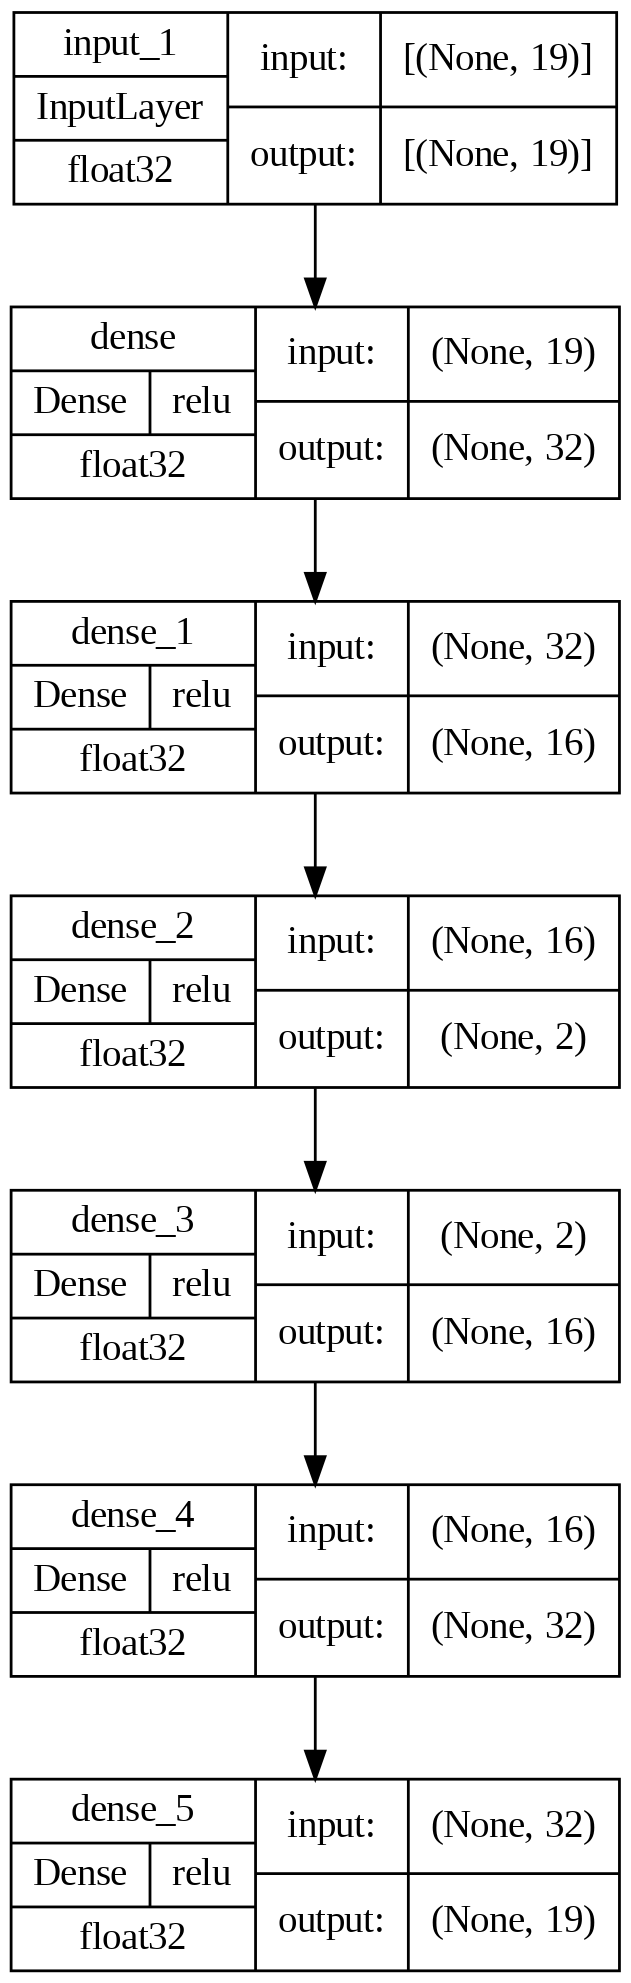 input_1
InputLayer
float32
input:
[(None, 19)]
output:
[(None, 19)]
dense
Dense
relu
float32
input:
(None, 19)
output:
(None, 32)
dense_1
Dense
relu
float32
input:
(None, 32)
output:
(None, 16)
dense_2
Dense
relu
float32
input:
(None, 16)
output:
(None, 2)
dense_3
Dense
relu
float32
input:
(None, 2)
output:
(None, 16)
dense_4
Dense
relu
float32
input:
(None, 16)
output:
(None, 32)
dense_5
Dense
relu
float32
input:
(None, 32)
output:
(None, 19)